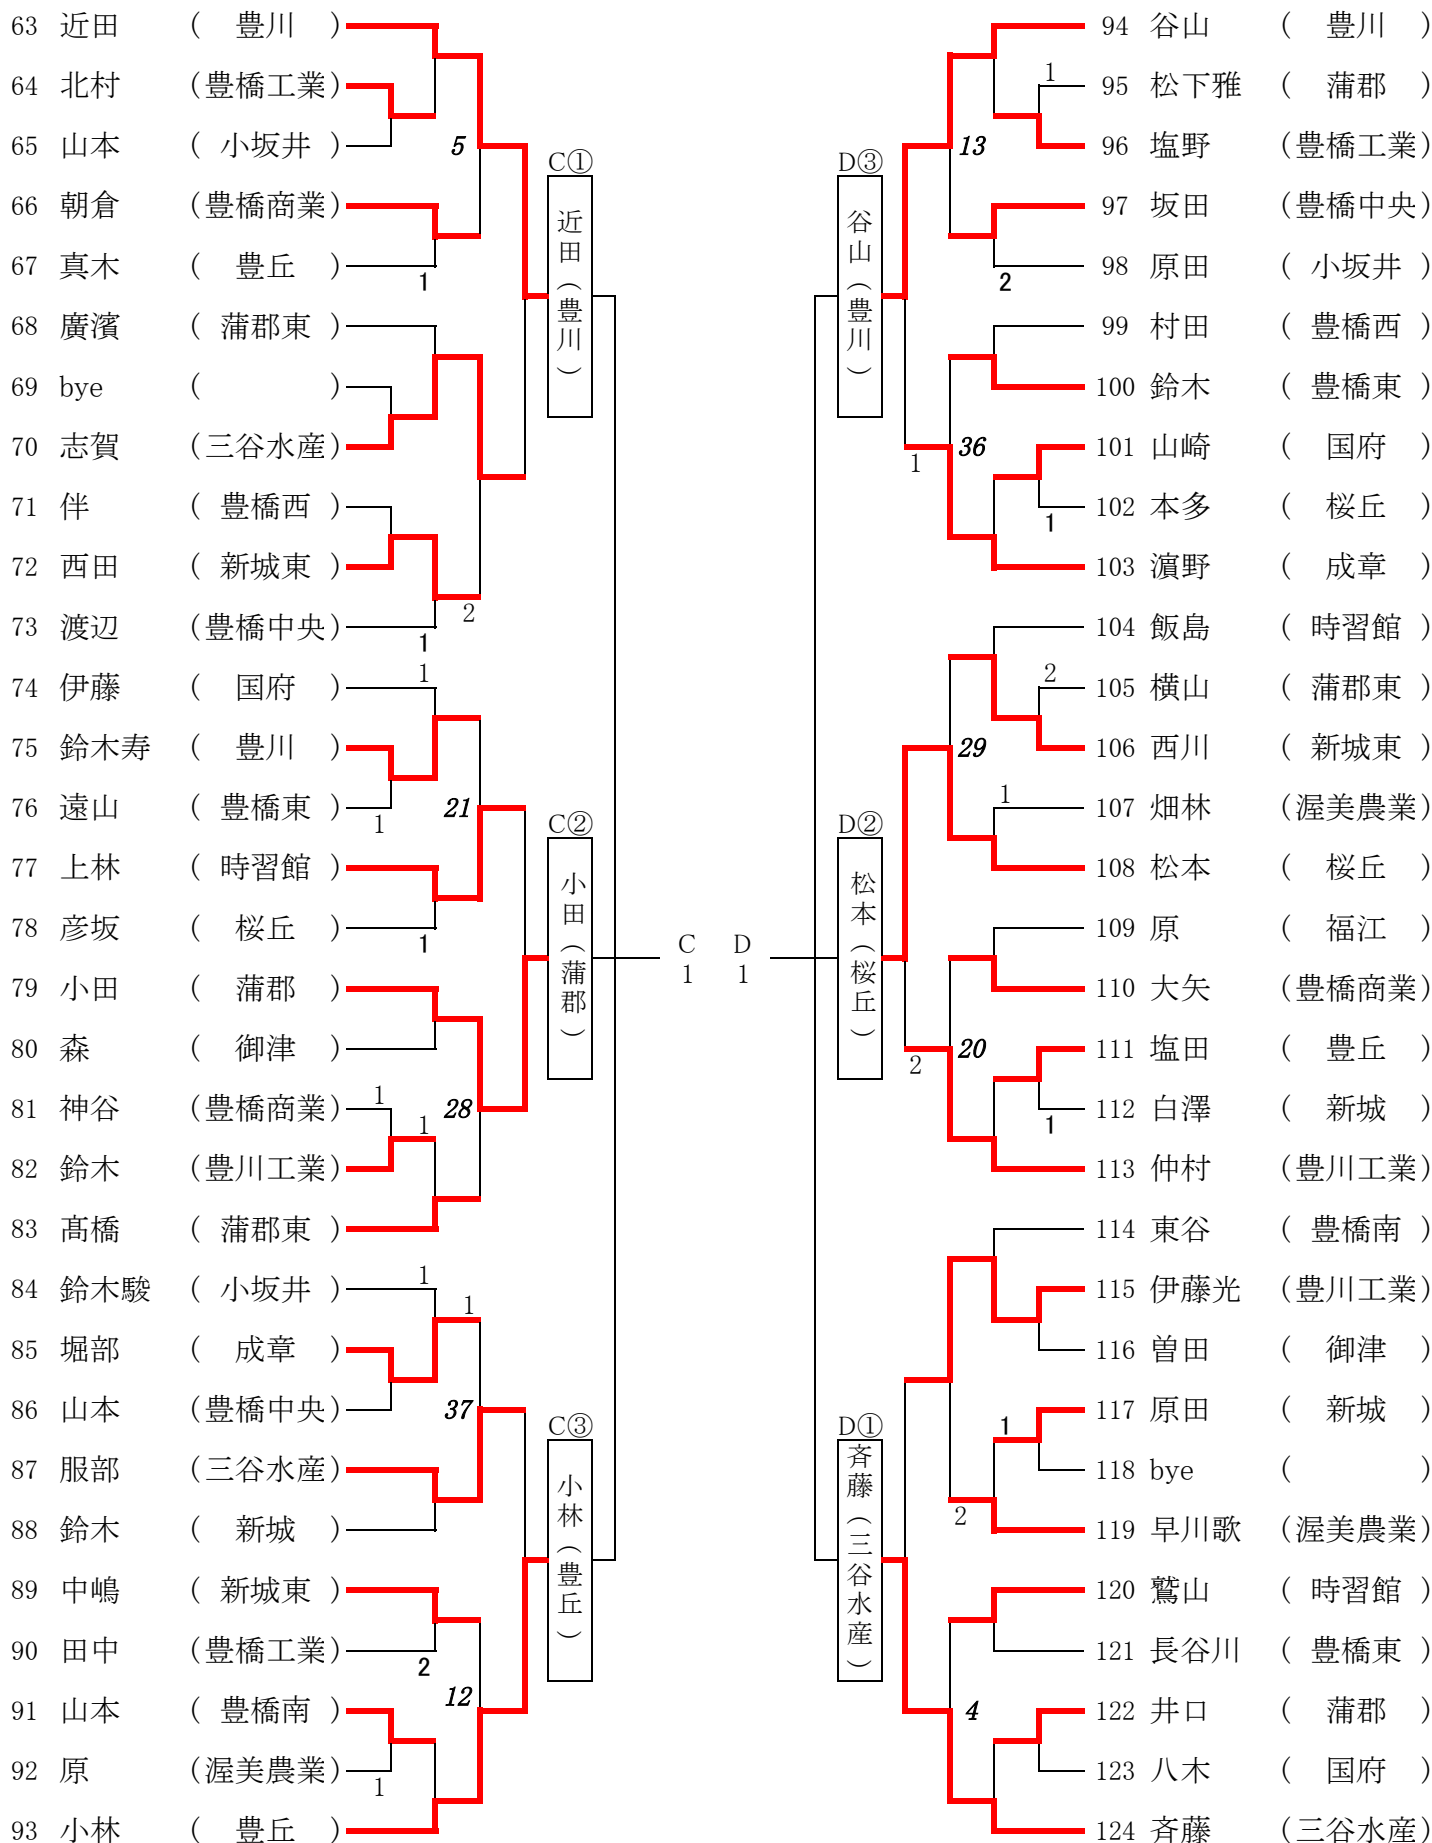 63 近田 ( 豊川 )
64 北村 (豊橋工業)
65 山本 ( 小坂井 )
5
66 朝倉 (豊橋商業)
67 真木 ( 豊丘 )
1
68 廣濱 ( 蒲郡東 )
69 bye ( )
70 志賀 (三谷水産)
71 伴 ( 豊橋西 )
72 西田 ( 新城東 )
2
73 渡辺 (豊橋中央)
1
74 伊藤 ( 国府 )
1
75 鈴木寿 ( 豊川 )
76 遠山 ( 豊橋東 )
1
21
77 上林 ( 時習館 )
78 彦坂 ( 桜丘 )
1
79 小田 ( 蒲郡 )
80 森 ( 御津 )
81 神谷 (豊橋商業)
1
1
28
82 鈴木 (豊川工業)
83 髙橋 ( 蒲郡東 )
84 鈴木駿 ( 小坂井 )
1
1
85 堀部 ( 成章 )
86 山本 (豊橋中央)
37
87 服部 (三谷水産)
88 鈴木 ( 新城 )
89 中嶋 ( 新城東 )
90 田中 (豊橋工業)
2
12
91 山本 ( 豊橋南 )
92 原 (渥美農業)
1
93 小林 ( 豊丘 )
C①
近田(豊川)
C②
小田(蒲郡)
C③
小林(豊丘)
C
1
D
1
D③
谷山(豊川)
D②
松本(桜丘)
D①
斉藤(三谷水産)
94 谷山 ( 豊川 )
1
95 松下雅 ( 蒲郡 )
13
96 塩野 (豊橋工業)
97 坂田 (豊橋中央)
98 原田 ( 小坂井 )
2
99 村田 ( 豊橋西 )
100 鈴木 ( 豊橋東 )
36
1
101 山崎 ( 国府 )
102 本多 ( 桜丘 )
1
103 濵野 ( 成章 )
104 飯島 ( 時習館 )
2
105 横山 ( 蒲郡東 )
29
106 西川 ( 新城東 )
1
107 畑林 (渥美農業)
108 松本 ( 桜丘 )
109 原 ( 福江 )
110 大矢 (豊橋商業)
20
2
111 塩田 ( 豊丘 )
112 白澤 ( 新城 )
1
113 仲村 (豊川工業)
114 東谷 ( 豊橋南 )
115 伊藤光 (豊川工業)
116 曽田 ( 御津 )
1
117 原田 ( 新城 )
118 bye ( )
2
119 早川歌 (渥美農業)
120 鷲山 ( 時習館 )
121 長谷川 ( 豊橋東 )
4
122 井口 ( 蒲郡 )
123 八木 ( 国府 )
124 斉藤 (三谷水産)